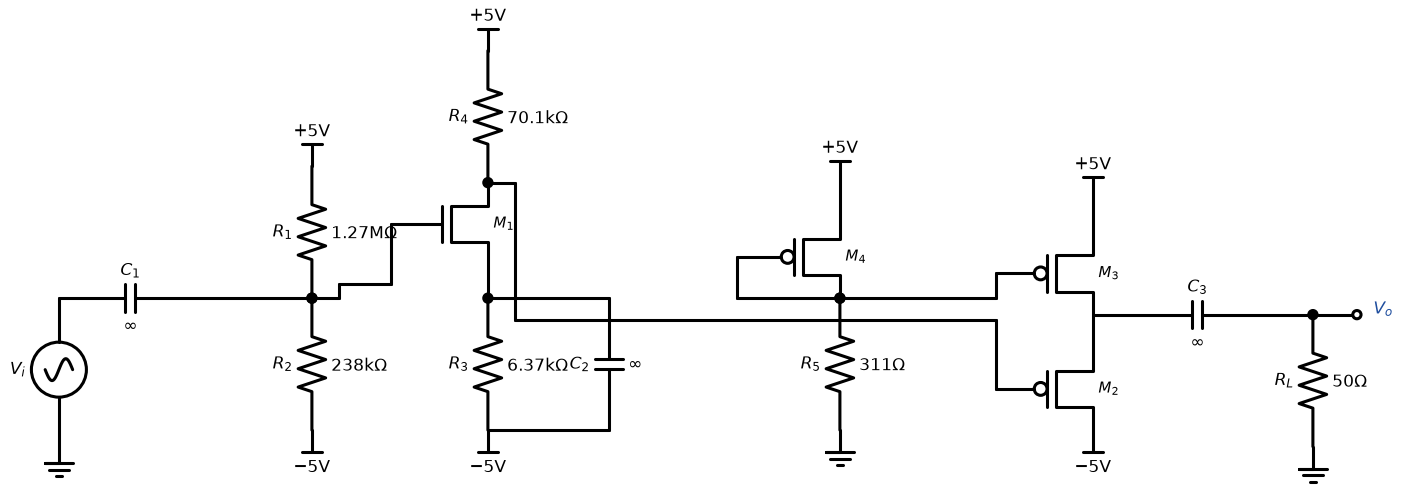 +5V
R4 70.1kΩ
+5V
+5V
+5V
R1 1.27MΩ
M1
M4
M3
C1
∞
C3
∞
Vo
Vi
R2 238kΩ
R3 6.37kΩ
C2 ∞
R5 311Ω
M2
RL 50Ω
−5V
−5V
−5V